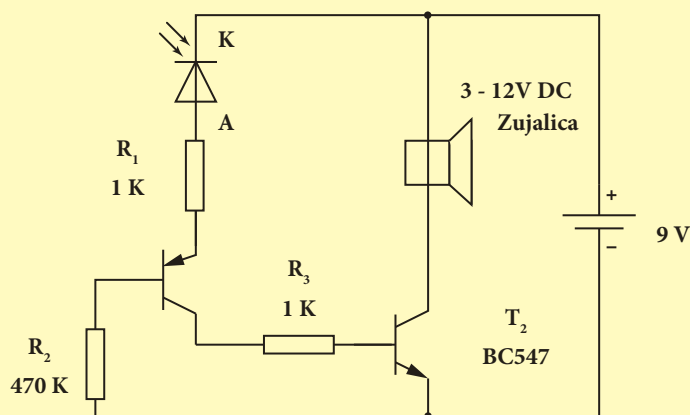 K
3 - 12V DC
Zujalica
A
R1
1 K
+
9 V
−
R3
1 K
T2
BC547
R2
470 K